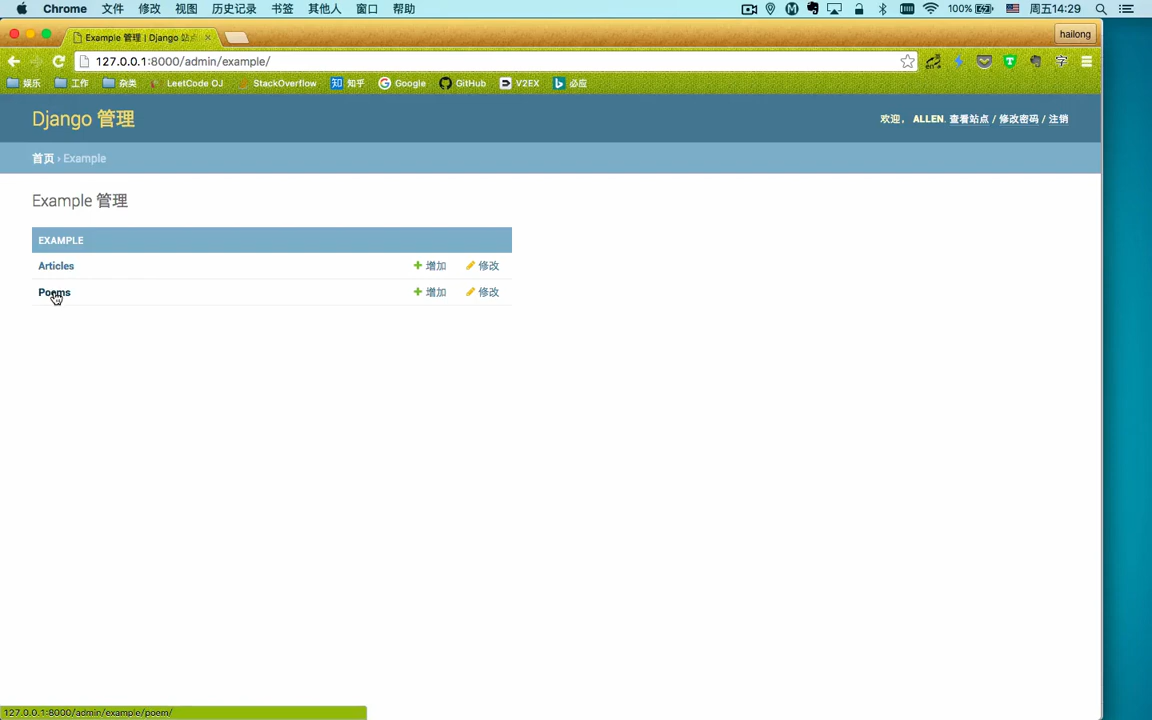 Chrome 文件 修改 视图 历史记录 书签 其他人 窗口 帮助 100% 周五14:29
Example 管理 | Django 站点 hailong
127.0.0.1:8000/admin/example/
娱乐 工作 杂类 LeetCode OJ StackOverflow 知乎 Google GitHub V2EX 必应
Django 管理 欢迎， ALLEN. 查看站点 / 修改密码 / 注销
首页 › Example
Example 管理
EXAMPLE
Articles 增加 修改
Poems 增加 修改
127.0.0.1:8000/admin/example/poem/